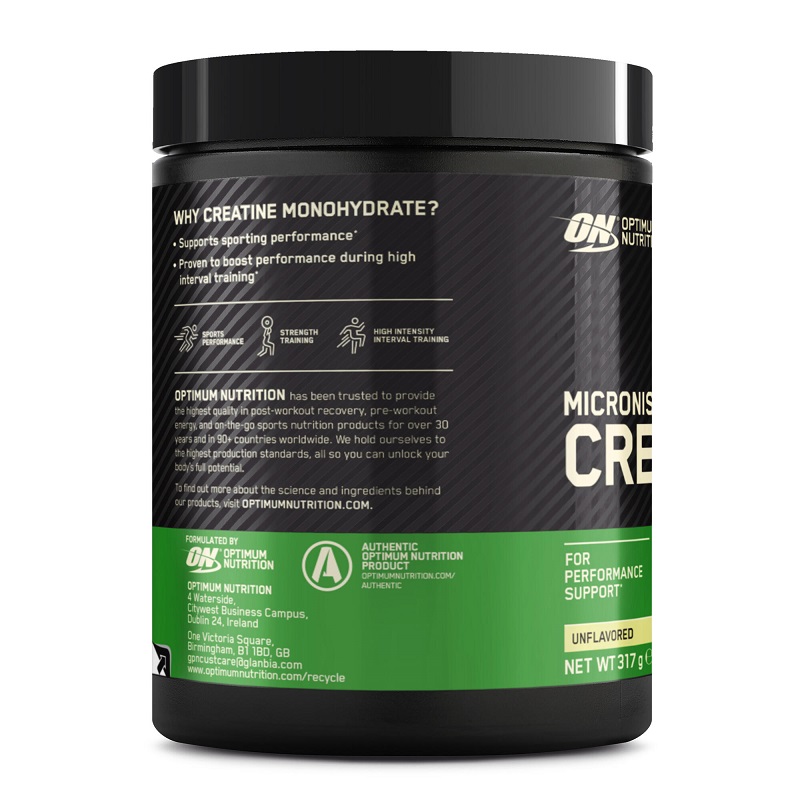 WHY CREATINE MONOHYDRATE?
• Supports sporting performance*
• Proven to boost performance during high
interval training*
SPORTS
PERFORMANCE
STRENGTH
TRAINING
HIGH INTENSITY
INTERVAL TRAINING
OPTIMUM NUTRITION has been trusted to provide
the highest quality in post-workout recovery, pre-workout
energy, and on-the-go sports nutrition products for over 30
years and in 90+ countries worldwide. We hold ourselves to
the highest production standards, all so you can unlock your
body's full potential.
To find out more about the science and ingredients behind
our products, visit OPTIMUMNUTRITION.COM.
FORMULATED BY
ON OPTIMUM
NUTRITION
OPTIMUM NUTRITION
4 Waterside,
Citywest Business Campus,
Dublin 24, Ireland
One Victoria Square,
Birmingham, B1 1BD, GB
gpncustcare@glanbia.com
www.optimumnutrition.com/recycle
A
AUTHENTIC
OPTIMUM NUTRITION
PRODUCT
OPTIMUMNUTRITION.COM/
AUTHENTIC
ON® OPTIMU
NUTRITI
MICRONIS
CRE
FOR
PERFORMANCE
SUPPORT*
UNFLAVORED
NET WT 317 g e